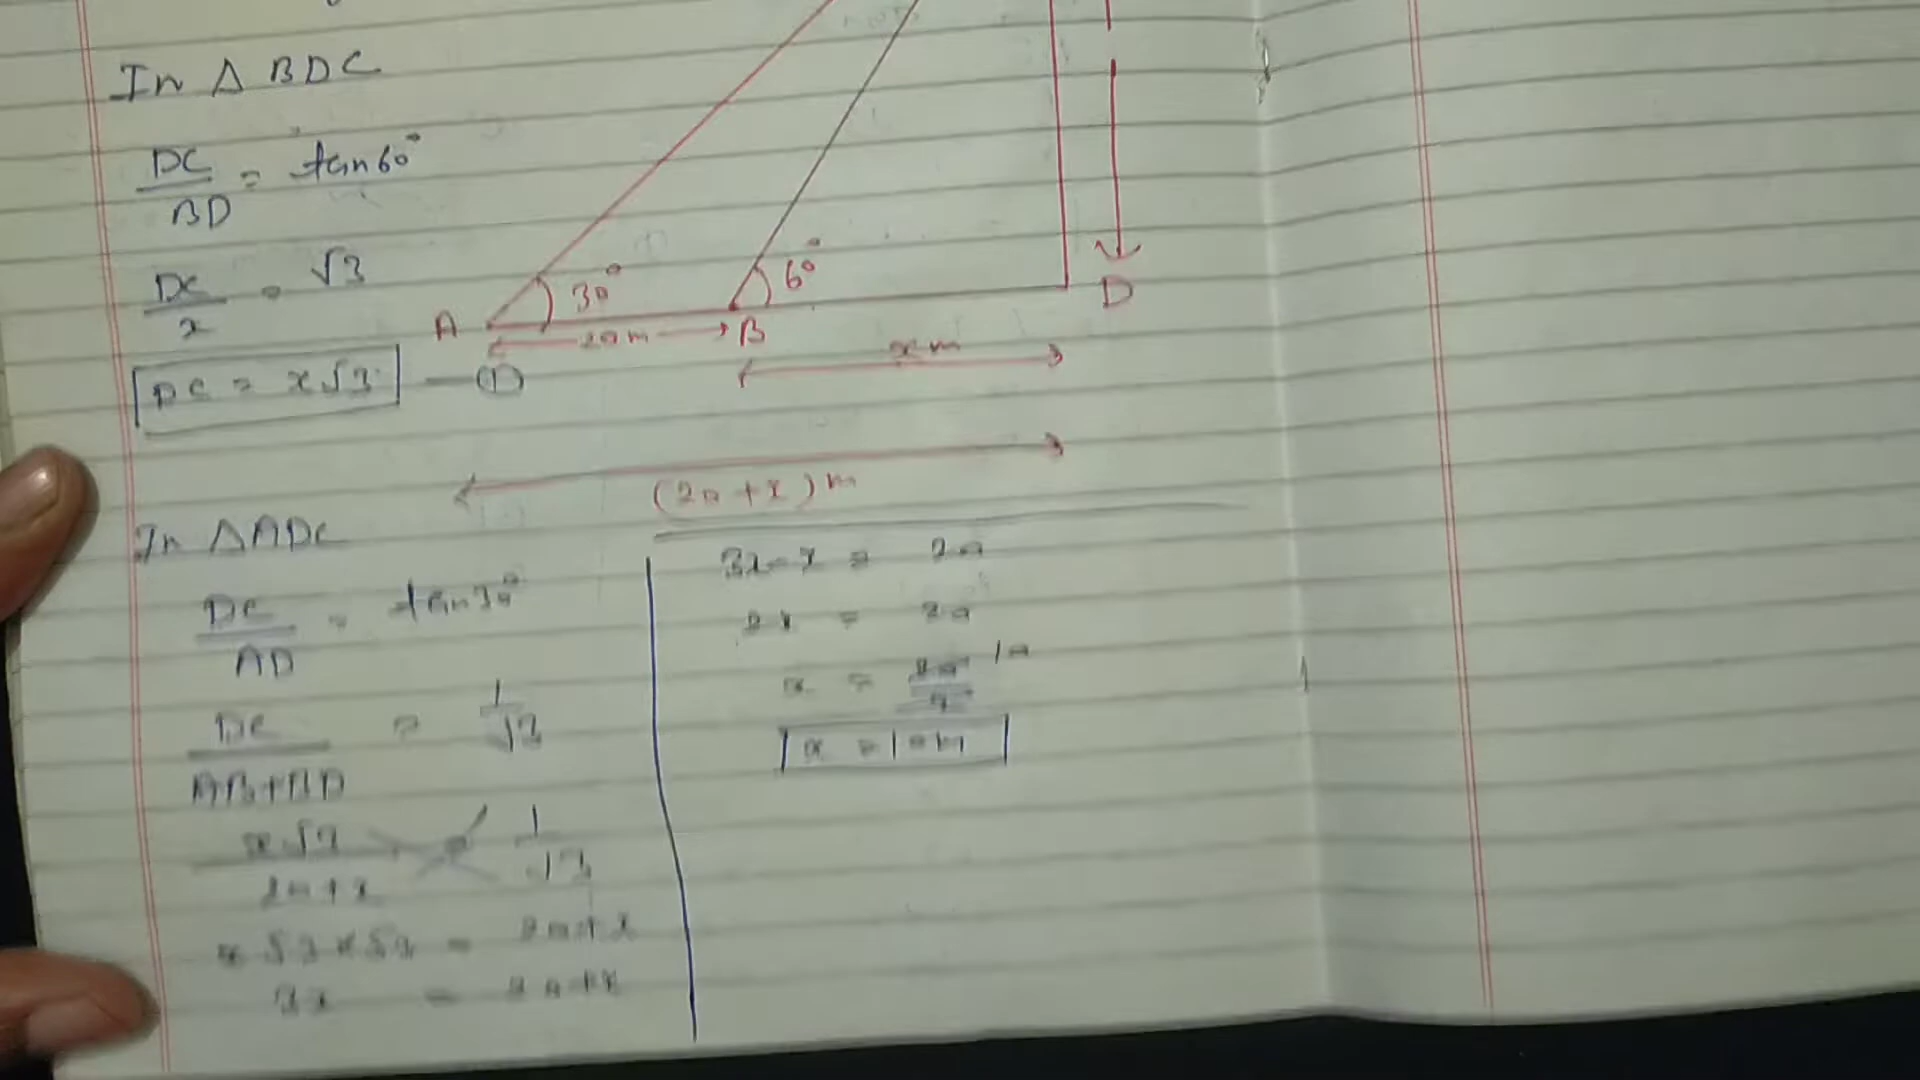 In Δ BDC
DC/BD = tan60°
DC/x = √3
DC = x√3 —(1)
30°
60°
A
20m
B
D
x m
(20+x)m
In ΔADC
DC/AD = tan30°
DC/AB+BD = 1/√3
x√3/20+x = 1/√3
x√3×√3 = 20+x
3x = 20+x
3x-x = 20
2x = 20
x = 20/2 10
x = 10m